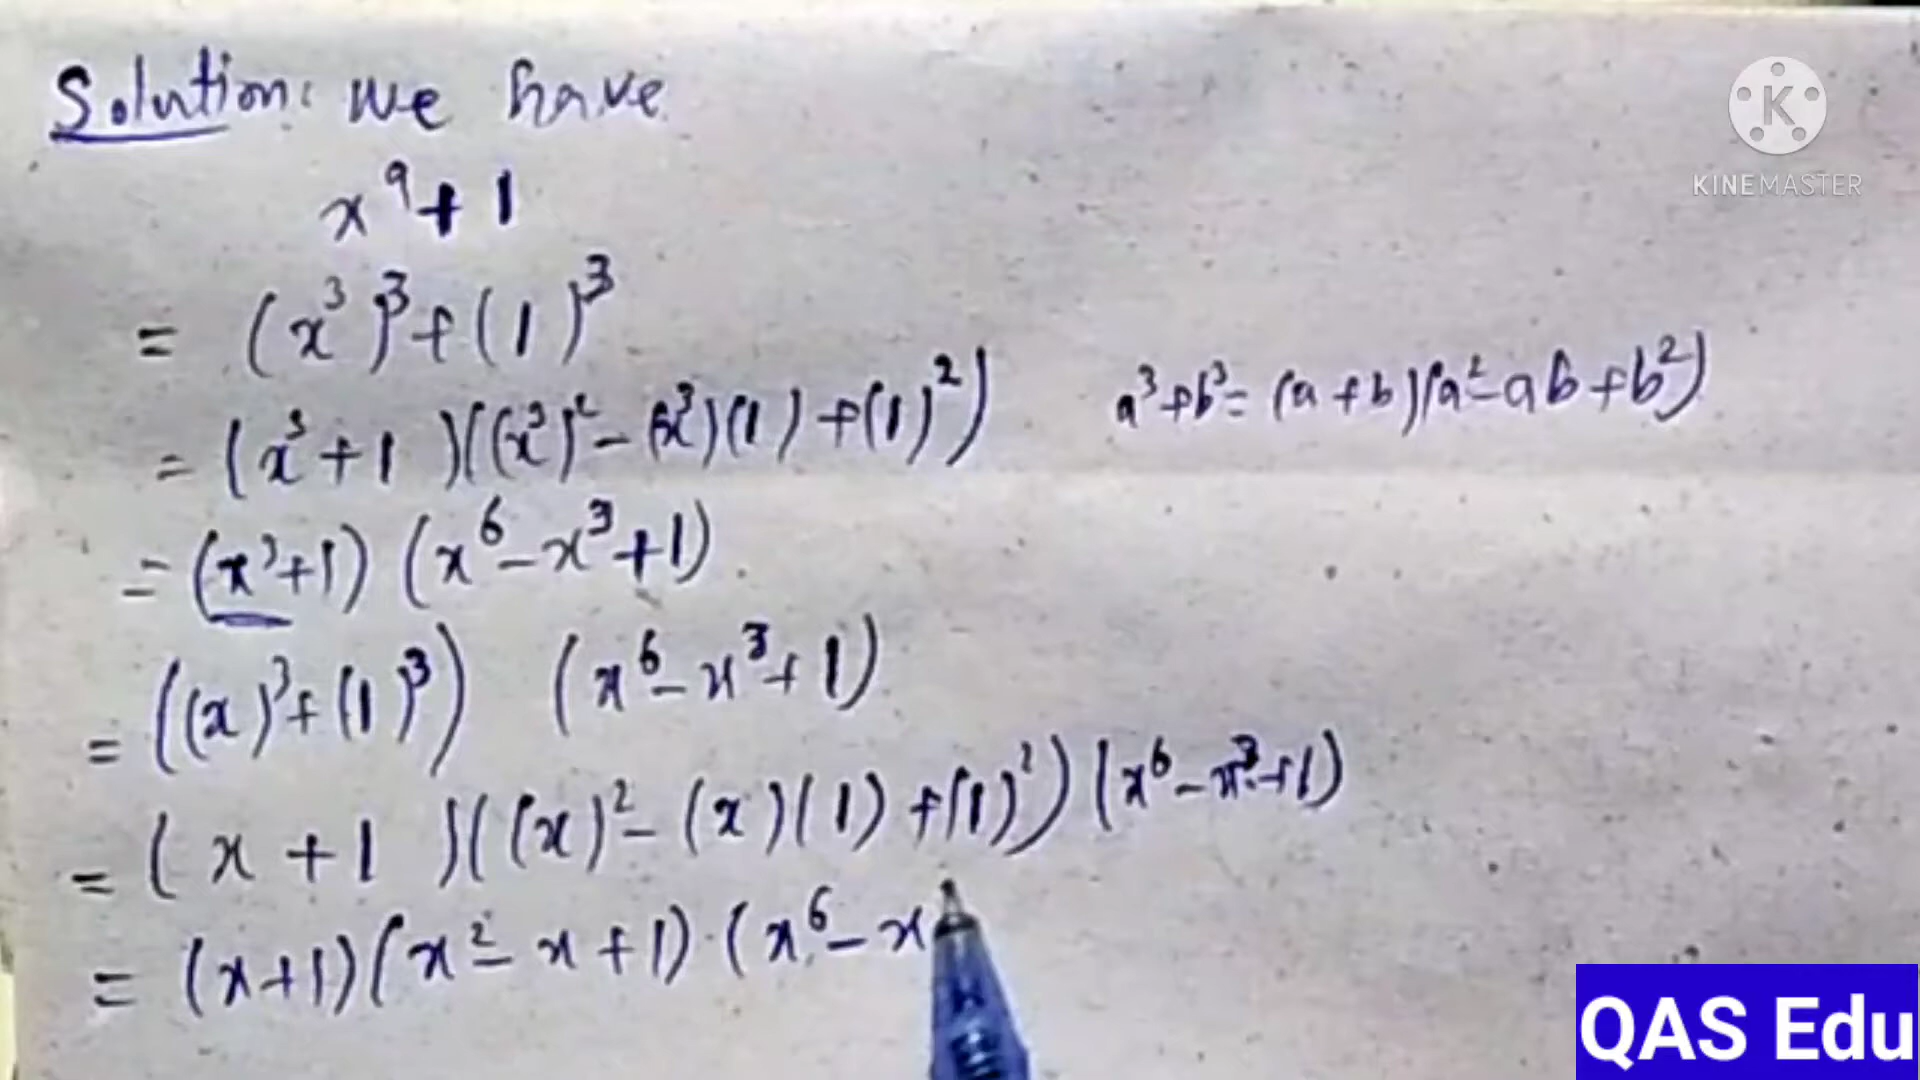 Solution: We have
x⁹+1
= (x³)³+(1)³
= (x³+1)((x³)²-(x³)(1)+(1)²)
a³+b³= (a+b)(a²-ab+b²)
= (x³+1) (x⁶-x³+1)
= ((x)³+(1)³) (x⁶-x³+1)
= (x+1)((x)²-(x)(1)+(1)²)(x⁶-x³+1)
= (x+1)(x²-x+1).(x⁶-x
K
KINEMASTER
QAS Edu